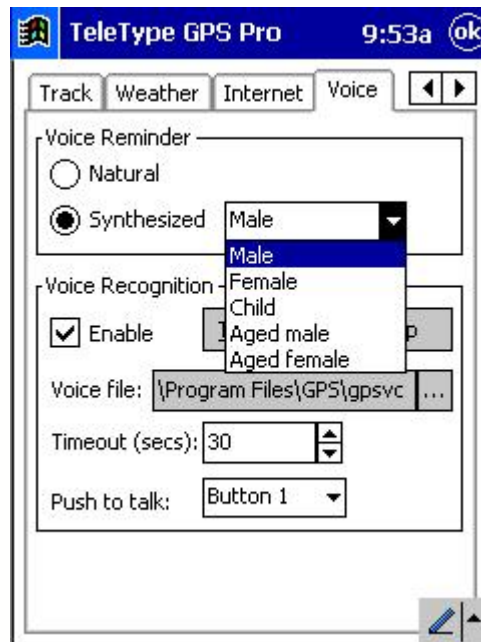 TeleType GPS Pro 9:53a ok
Track Weather Internet Voice
Voice Reminder
Natural
Synthesized Male
Male
Female
Voice Recognition
Child
Enable Aged male
Aged female
Voice file: \Program Files\GPS\gpsvc ...
Timeout (secs): 30
Push to talk: Button 1